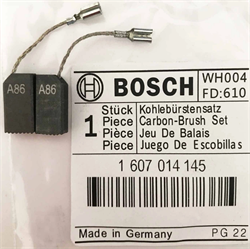 A86 A86
BOSCH
WH004
FD:610
1
Stück Kohlebürstensatz
Piece Carbon-Brush Set
Pièce Jeu De Balais
Pieza Juego De Escobillas
1 607 014 145
Made in Germany
PG 22